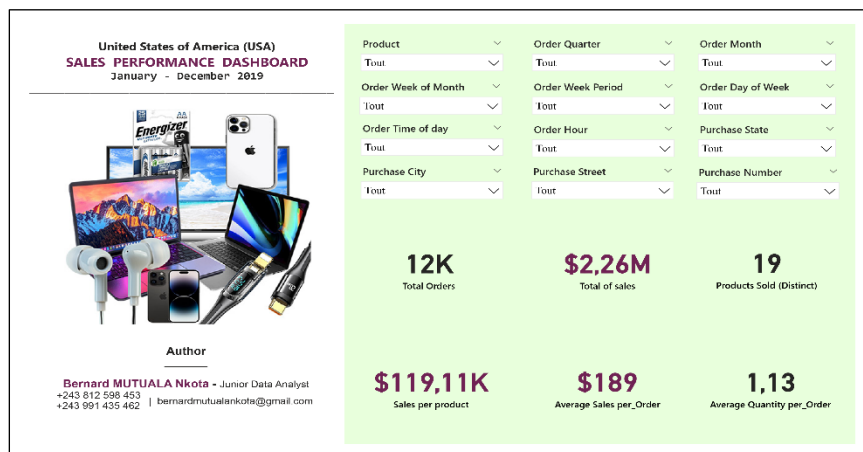 United States of America (USA)
SALES PERFORMANCE DASHBOARD
January - December 2019
Energizer
AA
Author
Bernard MUTUALA Nkota - Junior Data Analyst
+243 812 598 453
+243 991 435 462 | bernardmutualankota@gmail.com
Product
Tout
Order Quarter
Tout
Order Month
Tout
Order Week of Month
Tout
Order Week Period
Tout
Order Day of Week
Tout
Order Time of day
Tout
Order Hour
Tout
Purchase State
Tout
Purchase City
Tout
Purchase Street
Tout
Purchase Number
Tout
12K
Total Orders
$2,26M
Total of sales
19
Products Sold (Distinct)
$119,11K
Sales per product
$189
Average Sales per_Order
1,13
Average Quantity per_Order